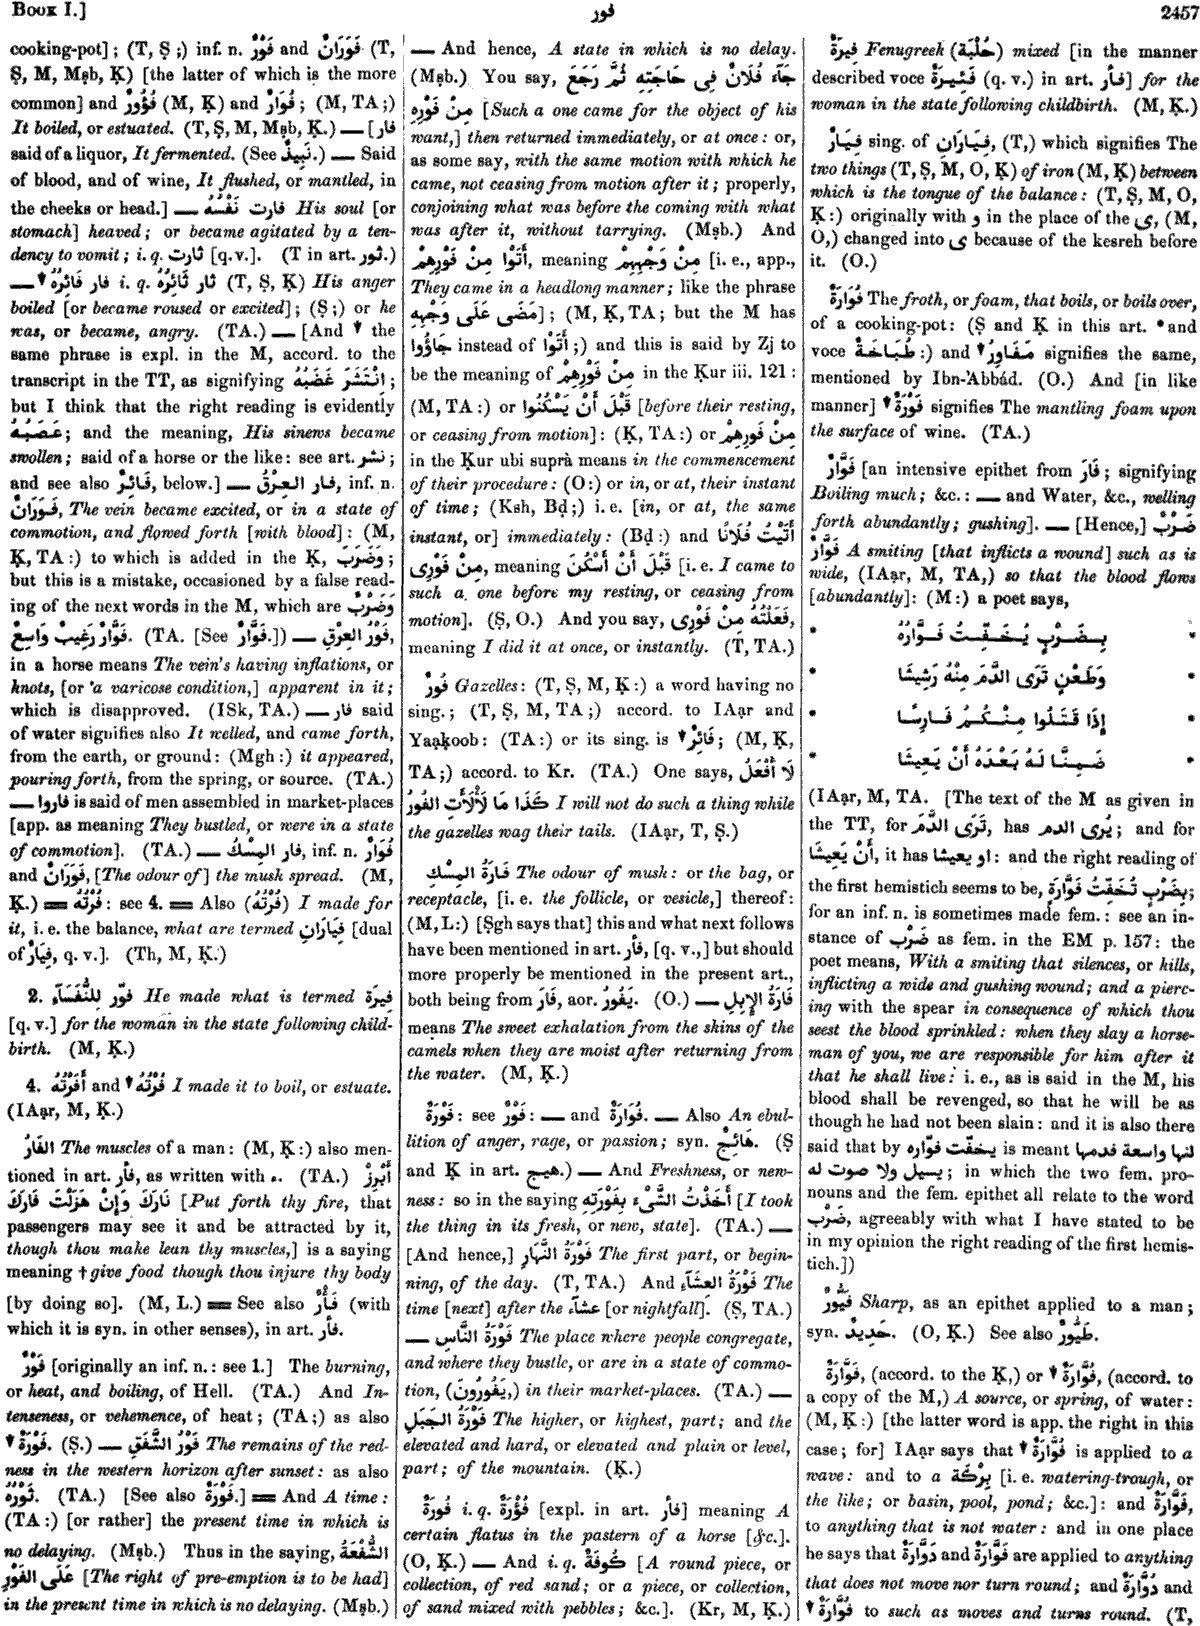 BOOK I.]
فور
2457
cooking-pot]; (T, Ṣ;) inf. n. فَوْرٌ and فَوَرَانٌ (T,
Ṣ, M, Mṣb, Ḳ) [the latter of which is the more
common] and فُؤُورٌ (M, Ḳ) and فُوَارٌ; (M, TA;)
It boiled, or estuated. (T, Ṣ, M, Mṣb, Ḳ.) — [فار
said of a liquor, It fermented. (See نَبِيذٌ.) — Said
of blood, and of wine, It flushed, or mantled, in
the cheeks or head.] — فارت نَفْسُهُ His soul [or
stomach] heaved; or became agitated by a ten-
dency to vomit; i. q. ثارت [q. v.]. (T in art. ثور.)
— فار فَائِرُهُ ▼ i. q. ثار ثَائِرُهُ (T, Ṣ, Ḳ) His anger
boiled [or became roused or excited]; (Ṣ;) or he
was, or became, angry. (TA.) — [And ▼ the
same phrase is expl. in the M, accord. to the
transcript in the TT, as signifying اِنْتَشَرَ غَضَبُهُ;
but I think that the right reading is evidently
عَصَبُهُ; and the meaning, His sinews became
swollen; said of a horse or the like: see art. نشر;
and see also فَائِرٌ, below.] — فار العِرْقُ, inf. n.
فَوَرَانٌ, The vein became excited, or in a state of
commotion, and flowed forth [with blood]: (M,
Ḳ, TA:) to which is added in the Ḳ, وَضَرَبَ;
but this is a mistake, occasioned by a false read-
ing of the next words in the M, which are وَضَرْبٌ
فَوَّارٌ رَغِيبٌ وَاسِعٌ. (TA. [See فَوَّارٌ.]) — فَوْرُ العِرْقِ,
in a horse means The vein's having inflations, or
knots, [or 'a varicose condition,] apparent in it;
which is disapproved. (ISk, TA.) — فار said
of water signifies also It welled, and came forth,
from the earth, or ground: (Mgh:) it appeared,
pouring forth, from the spring, or source. (TA.)
— فاروا is said of men assembled in market-places
[app. as meaning They bustled, or were in a state
of commotion]. (TA.) — فار المِسْكُ, inf. n. فُوَارٌ
and فَوَرَانٌ, [The odour of] the musk spread. (M,
Ḳ.) ═ فُرْتُهُ: see 4. ═ Also (فُرْتُهُ) I made for
it, i. e. the balance, what are termed فِيَارَانِ [dual
of فِيَارٌ, q. v.]. (Th, M, Ḳ.)
2. فوّر لِلنُّفَسَآءِ He made what is termed فِيرَة
[q. v.] for the woman in the state following child-
birth. (M, Ḳ.)
4. أَفَرْتُهُ and ▼ فُرْتُهُ I made it to boil, or estuate.
(IAạr, M, Ḳ.)
الفَارُ The muscles of a man: (M, Ḳ:) also men-
tioned in art. فأر, as written with ء. (TA.) أَبْرِزْ
نَارَكَ وَإِنْ هَزَلْتَ فَارَكَ [Put forth thy fire, that
passengers may see it and be attracted by it,
though thou make lean thy muscles,] is a saying
meaning † give food though thou injure thy body
[by doing so]. (M, L.) ═ See also فَأْرٌ (with
which it is syn. in other senses), in art. فأر.
فَوْرٌ [originally an inf. n.: see 1.] The burning,
or heat, and boiling, of Hell. (TA.) And In-
tenseness, or vehemence, of heat; (TA;) as also
▼ فَوْرَةٌ. (Ṣ.) — فَوْرُ الشَّفَقِ The remains of the red-
ness in the western horizon after sunset: as also
ثَوْرُهُ. (TA.) [See also فَوْرَةٌ.] ═ And A time:
(TA:) [or rather] the present time in which is
no delaying. (Mṣb.) Thus in the saying, الشُّفْعَةُ
عَلَى الفَوْرِ [The right of pre-emption is to be had]
in the present time in which is no delaying. (Mṣb.)
— And hence, A state in which is no delay.
(Mṣb.) You say, جَآءَ فُلَانٌ فِى حَاجَتِهِ ثُمَّ رَجَعَ
مِنْ فَوْرِهِ [Such a one came for the object of his
want,] then returned immediately, or at once: or,
as some say, with the same motion with which he
came, not ceasing from motion after it; properly,
conjoining what was before the coming with what
was after it, without tarrying. (Mṣb.) And
أَتَوْا مِنْ فَوْرِهِمْ, meaning مِنْ وَجْهِهِمْ [i. e., app.,
They came in a headlong manner; like the phrase
مَضَى عَلَى وَجْهِهِ]; (M, Ḳ, TA; but the M has
جَاؤُوا instead of أَتَوْا;) and this is said by Zj to
be the meaning of مِنْ فَوْرِهِمْ in the Ḳur iii. 121:
(M, TA:) or قَبْلَ أَنْ يَسْكُنُوا [before their resting,
or ceasing from motion]: (Ḳ, TA:) or مِنْ فَوْرِهِمْ
in the Ḳur ubi suprà means in the commencement
of their procedure: (O:) or in, or at, their instant
of time; (Ksh, Bḍ;) i. e. [in, or at, the same
instant, or] immediately: (Bḍ:) and أَتَيْتُ فُلَانًا
مِنْ فَوْرِى, meaning قَبْلَ أَنْ أَسْكُنَ [i. e. I came to
such a one before my resting, or ceasing from
motion]. (Ṣ, O.) And you say, فَعَلْتُهُ مِنْ فَوْرِى,
meaning I did it at once, or instantly. (T, TA.)
فُورٌ Gazelles: (T, Ṣ, M, Ḳ:) a word having no
sing.; (T, Ṣ, M, TA;) accord. to IAạr and
Yaạḳoob: (TA:) or its sing. is ▼ فَائِرٌ; (M, Ḳ,
TA;) accord. to Kr. (TA.) One says, لَا أَفْعَلُ
كَذَا مَا لَأْلَأَتِ الفُورُ I will not do such a thing while
the gazelles wag their tails. (IAạr, T, Ṣ.)
فَارَةُ المِسْكِ The odour of musk: or the bag, or
receptacle, [i. e. the follicle, or vesicle,] thereof:
(M, L:) [Ṣgh says that] this and what next follows
have been mentioned in art. فأر, [q. v.,] but should
more properly be mentioned in the present art.,
both being from فَارَ, aor. يَفُورُ. (O.) — فَارَةُ الإِبِلِ
means The sweet exhalation from the skins of the
camels when they are moist after returning from
the water. (M, Ḳ.)
فَوْرَةٌ: see فَوْرٌ: — and فُوَارَةٌ. — Also An ebul-
lition of anger, rage, or passion; syn. هَائِجٌ. (Ṣ
and Ḳ in art. هيج.) — And Freshness, or new-
ness: so in the saying أَخَذْتُ الشَّىْءَ بِفَوْرَتِهِ [I took
the thing in its fresh, or new, state]. (TA.) —
[And hence,] فَوْرَةُ النَّهَارِ The first part, or begin-
ning, of the day. (T, TA.) And فَوْرَةُ العِشَآءِ The
time [next] after the عشآء [or nightfall]. (Ṣ, TA.)
— فَوْرَةُ النَّاسِ The place where people congregate,
and where they bustle, or are in a state of commo-
tion, (يَفُورُونَ,) in their market-places. (TA.) —
فَوْرَةُ الجَبَلِ The higher, or highest, part; and the
elevated and hard, or elevated and plain or level,
part; of the mountain. (Ḳ.)
فُورَةٌ i. q. فُؤْرَةٌ [expl. in art. فأر] meaning A
certain flatus in the pastern of a horse [&c.].
(O, Ḳ.) — And i. q. كُوفَةٌ [A round piece, or
collection, of red sand; or a piece, or collection,
of sand mixed with pebbles; &c.]. (Kr, M, Ḳ.)
فِيرَةٌ Fenugreek (حُلْبَة) mixed [in the manner
described voce فَئِيرَةٌ (q. v.) in art. فأر] for the
woman in the state following childbirth. (M, Ḳ.)
فِيَارٌ sing. of فِيَارَانِ, (T,) which signifies The
two things (T, Ṣ, M, O, Ḳ) of iron (M, Ḳ) between
which is the tongue of the balance: (T, Ṣ, M, O,
Ḳ:) originally with و in the place of the ى, (M,
O,) changed into ى because of the kesreh before
it. (O.)
فُوَارَةٌ The froth, or foam, that boils, or boils over,
of a cooking-pot: (Ṣ and Ḳ in this art. and
voce طُبَاخَةٌ:) and ▼ مَفَاوِرُ signifies the same,
mentioned by Ibn-'Abbád. (O.) And [in like
manner] ▼ فَوْرَةٌ signifies The mantling foam upon
the surface of wine. (TA.)
فَوَّارٌ [an intensive epithet from فَارَ; signifying
Boiling much; &c.: — and Water, &c., welling
forth abundantly; gushing]. — [Hence,] ضَرْبٌ
فَوَّارٌ A smiting [that inflicts a wound] such as is
wide, (IAạr, M, TA,) so that the blood flows
[abundantly]: (M:) a poet says,
* بِضَرْبٍ يُخَفِّتُ فَوَّارُهُ *
* وَطَعْنٍ تَرَى الدَّمَ مِنْهُ رَشِيشَا *
* إِذَا قَتَلُوا مِنْكُمُ فَارِسًا *
* ضَمِنَّا لَهُ بَعْدَهُ أَنْ يَعِيشَا *
(IAạr, M, TA. [The text of the M as given in
the TT, for تَرَى الدَّمَ, has يُرى الدم; and for
أَنْ يَعِيشَا, it has او يعيشا: and the right reading of
the first hemistich seems to be, بِضَرْبٍ تُخَفِّتُ فَوَّارَةٍ;
for an inf. n. is sometimes made fem.: see an in-
stance of ضَرْب as fem. in the EM p. 157: the
poet means, With a smiting that silences, or kills,
inflicting a wide and gushing wound; and a pierc-
ing with the spear in consequence of which thou
seest the blood sprinkled: when they slay a horse-
man of you, we are responsible for him after it
that he shall live: i. e., as is said in the M, his
blood shall be revenged, so that he will be as
though he had not been slain: and it is also there
said that by يخفّت فوّاره is meant انها واسعة فدمها
يسيل ولا صوت له; in which the two fem. pro-
nouns and the fem. epithet all relate to the word
ضَرْب, agreeably with what I have stated to be
in my opinion the right reading of the first hemis-
tich.])
فَيُّورٌ Sharp, as an epithet applied to a man;
syn. حَدِيدٌ. (O, Ḳ.) See also طَيُّورٌ.
فَوَّارَةٌ, (accord. to the Ḳ,) or ▼ فُوَّارَةٌ, (accord. to
a copy of the M,) A source, or spring, of water:
(M, Ḳ:) [the latter word is app. the right in this
case; for] IAạr says that ▼ فُوَّارَةٌ is applied to a
wave: and to a بِرْكَة [i. e. watering-trough, or
the like; or basin, pool, pond; &c.]: and فَوَّارَةٌ,
to anything that is not water: and in one place
he says that دَوَّارَةٌ and فَوَّارَةٌ are applied to anything
that does not move nor turn round; and دُوَّارَةٌ and
▼ فُوَّارَةٌ to such as moves and turns round. (T,